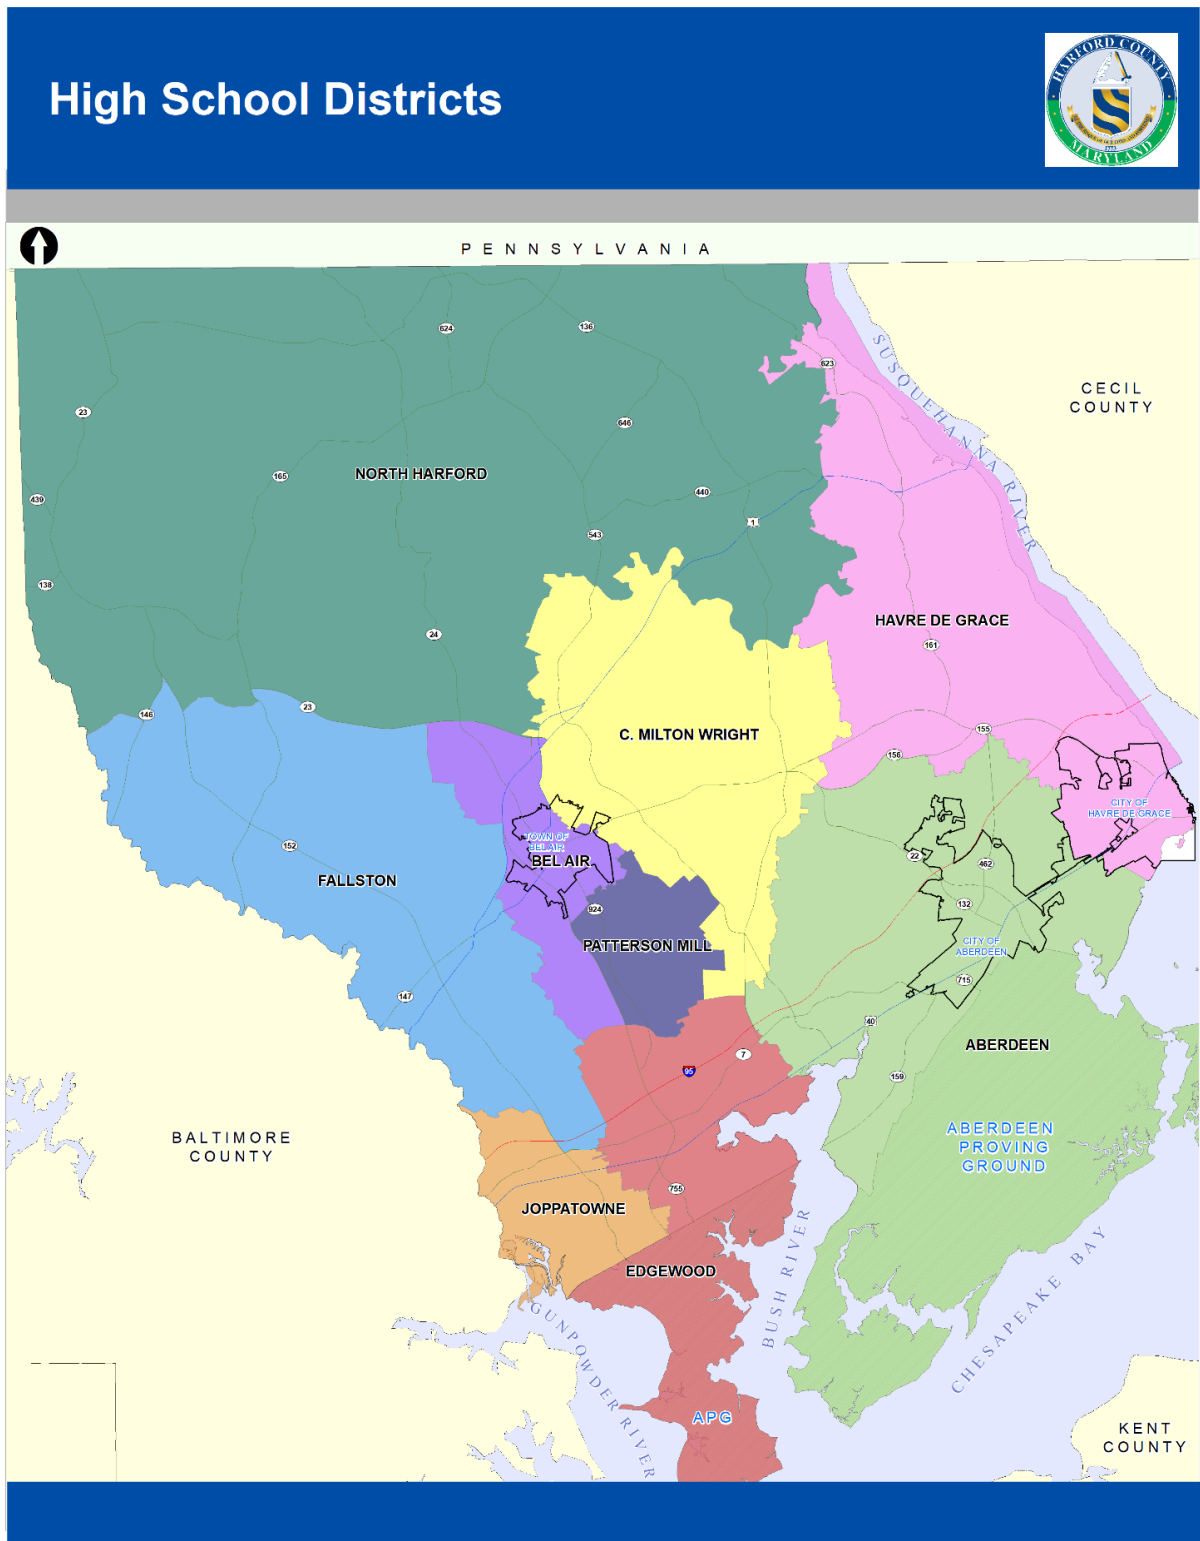 High School Districts
HARFORD COUNTY
MARYLAND
PENNSYLVANIA
624
136
623
SUSQUEHANNA RIVER
CECIL
COUNTY
23
646
NORTH HARFORD
165
440
439
1
543
138
HAVRE DE GRACE
24
161
23
146
155
C. MILTON WRIGHT
156
CITY OF
HAVRE DE GRACE
TOWN OF
BEL AIR
152
22
BEL AIR
462
FALLSTON
132
924
PATTERSON MILL
CITY OF
ABERDEEN
715
147
40
ABERDEEN
7
95
159
ABERDEEN
PROVING
GROUND
BALTIMORE
COUNTY
755
JOPPATOWNE
EDGEWOOD
BUSH RIVER
CHESAPEAKE BAY
GUNPOWDER RIVER
APG
KENT
COUNTY